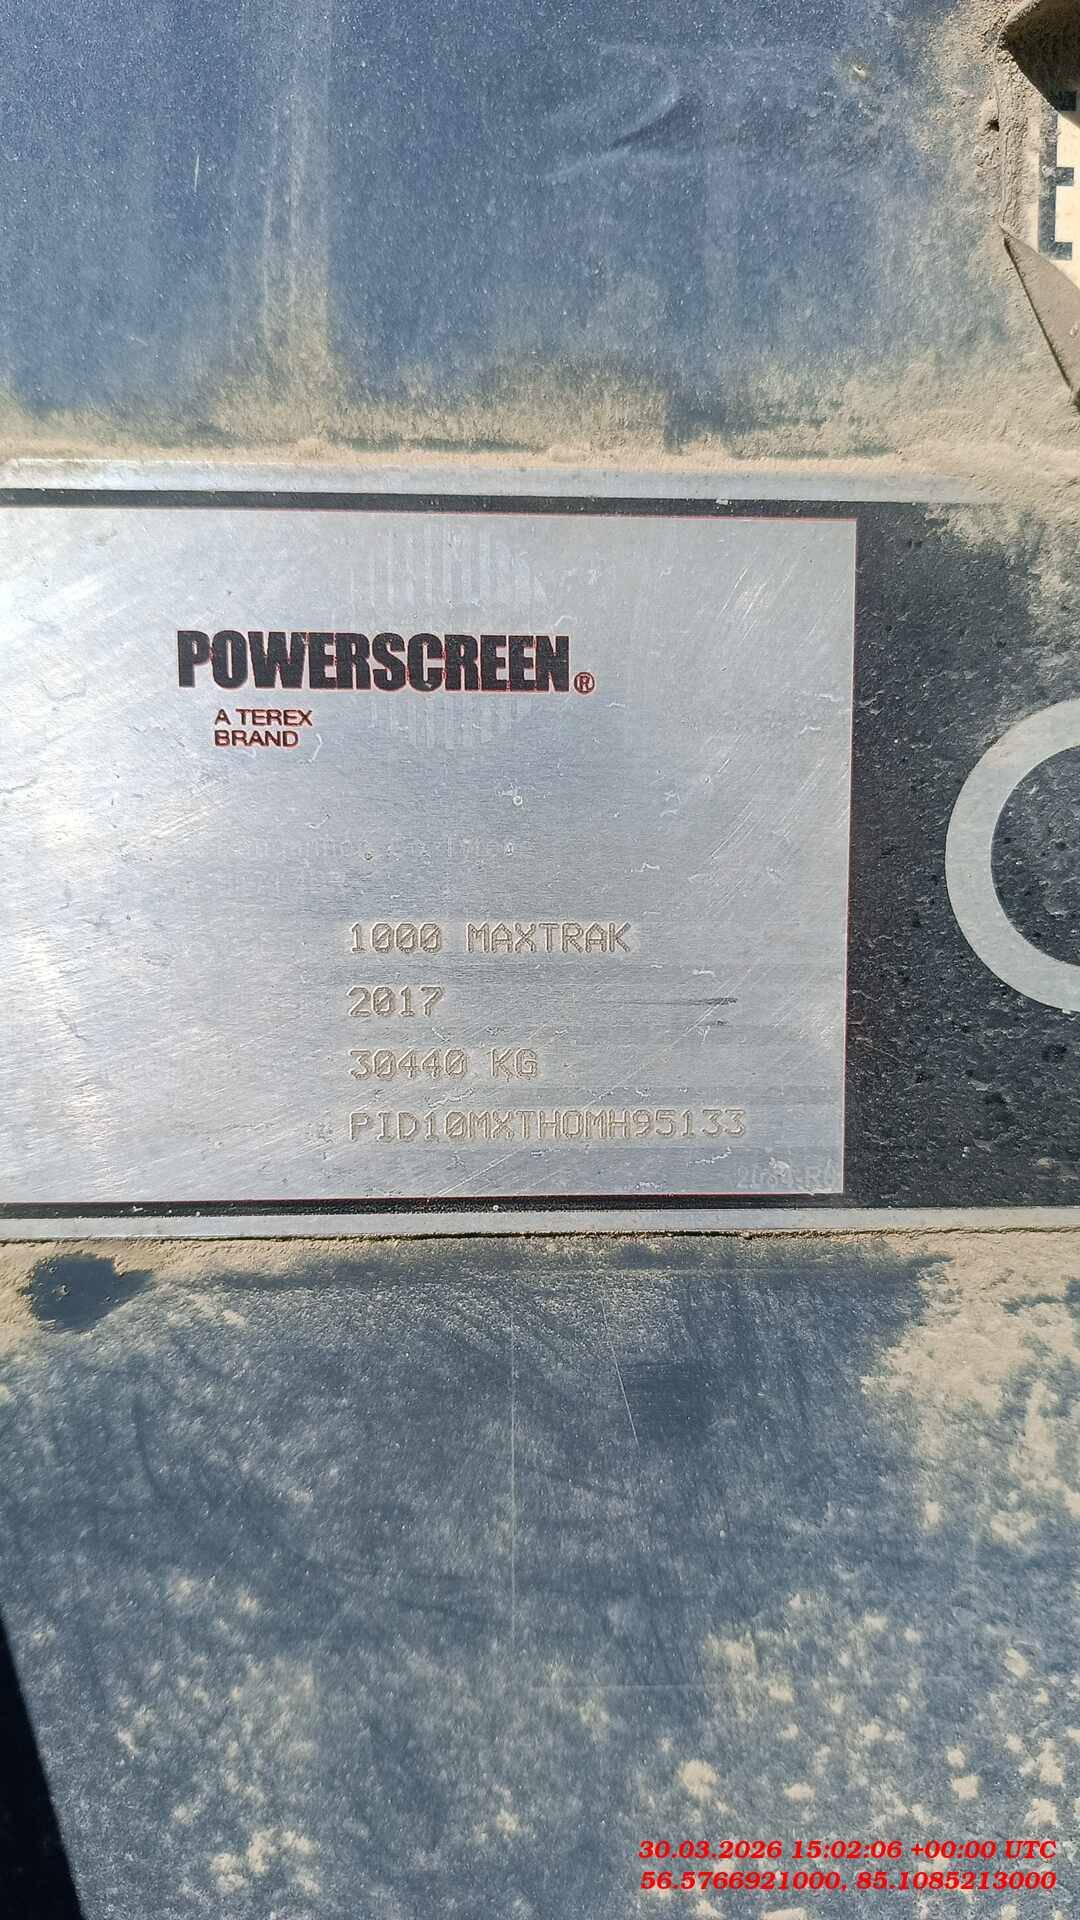 POWERSCREEN®
A TEREX
BRAND
1000 MAXTRAK
2017
30440 KG
PID10MXTHOMH95133
30.03.2026 15:02:06 +00:00 UTC
56.5766921000, 85.1085213000